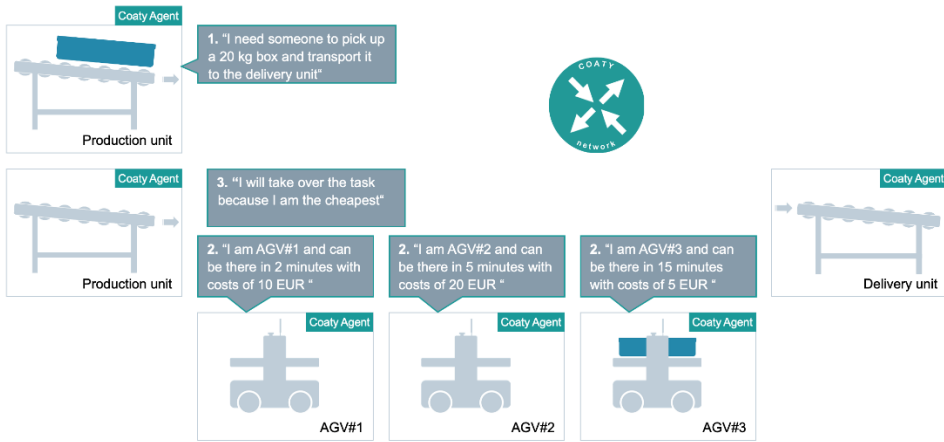 Coaty Agent
1. "I need someone to pick up
a 20 kg box and transport it
to the delivery unit"
Production unit
COATY
network
Coaty Agent
Production unit
3. "I will take over the task
because I am the cheapest"
Coaty Agent
Delivery unit
2. "I am AGV#1 and can
be there in 2 minutes with
costs of 10 EUR "
2. "I am AGV#2 and can
be there in 5 minutes with
costs of 20 EUR "
2. "I am AGV#3 and can
be there in 15 minutes
with costs of 5 EUR "
Coaty Agent
AGV#1
Coaty Agent
AGV#2
Coaty Agent
AGV#3